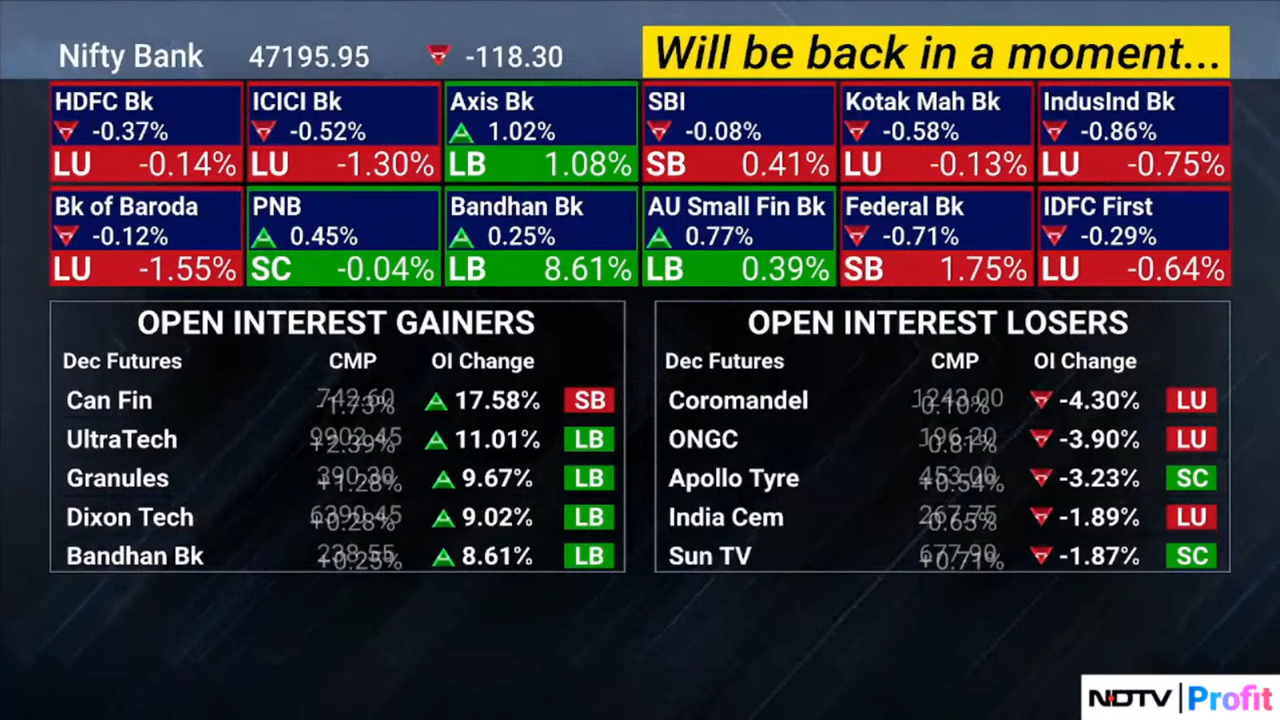 Nifty Bank 47195.95 -118.30 Will be back in a moment...
HDFC Bk ICICI Bk Axis Bk SBI Kotak Mah Bk IndusInd Bk
-0.37% -0.52% 1.02% -0.08% -0.58% -0.86%
LU -0.14% LU -1.30% LB 1.08% SB 0.41% LU -0.13% LU -0.75%
Bk of Baroda PNB Bandhan Bk AU Small Fin Bk Federal Bk IDFC First
-0.12% 0.45% 0.25% 0.77% -0.71% -0.29%
LU -1.55% SC -0.04% LB 8.61% LB 0.39% SB 1.75% LU -0.64%
OPEN INTEREST GAINERS
Dec Futures CMP OI Change
Can Fin 17.58% SB
UltraTech 11.01% LB
Granules 9.67% LB
Dixon Tech 9.02% LB
Bandhan Bk 8.61% LB
OPEN INTEREST LOSERS
Dec Futures CMP OI Change
Coromandel -4.30% LU
ONGC -3.90% LU
Apollo Tyre -3.23% SC
India Cem -1.89% LU
Sun TV -1.87% SC
NDTV Profit